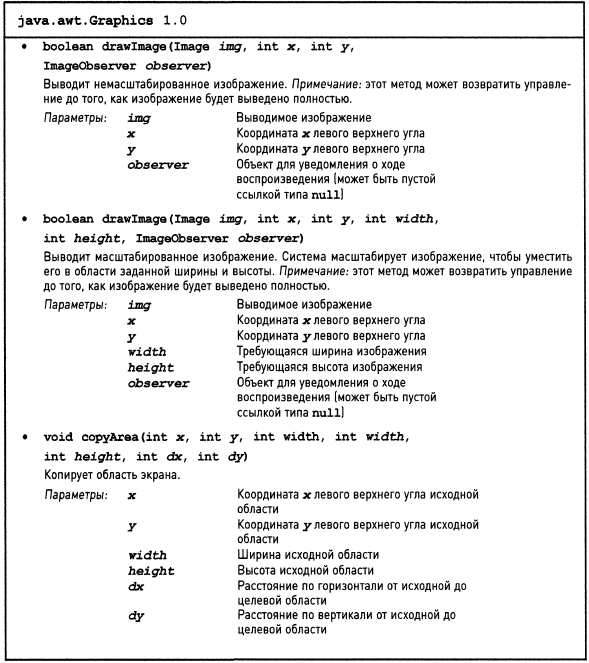 java.awt.Graphics 1.0
• boolean drawImage(Image img, int x, int y,
ImageObserver observer)
Выводит немасштабированное изображение. Примечание: этот метод может возвратить управле-
ние до того, как изображение будет выведено полностью.
Параметры: img Выводимое изображение
x Координата x левого верхнего угла
y Координата y левого верхнего угла
observer Объект для уведомления о ходе
воспроизведения (может быть пустой
ссылкой типа null)
• boolean drawImage(Image img, int x, int y, int width,
int height, ImageObserver observer)
Выводит масштабированное изображение. Система масштабирует изображение, чтобы уместить
его в области заданной ширины и высоты. Примечание: этот метод может возвратить управление
до того, как изображение будет выведено полностью.
Параметры: img Выводимое изображение
x Координата x левого верхнего угла
y Координата y левого верхнего угла
width Требующаяся ширина изображения
height Требующаяся высота изображения
observer Объект для уведомления о ходе
воспроизведения (может быть пустой
ссылкой типа null)
• void copyArea(int x, int y, int width, int width,
int height, int dx, int dy)
Копирует область экрана.
Параметры: x Координата x левого верхнего угла исходной
области
y Координата y левого верхнего угла исходной
области
width Ширина исходной области
height Высота исходной области
dx Расстояние по горизонтали от исходной до
целевой области
dy Расстояние по вертикали от исходной до
целевой области